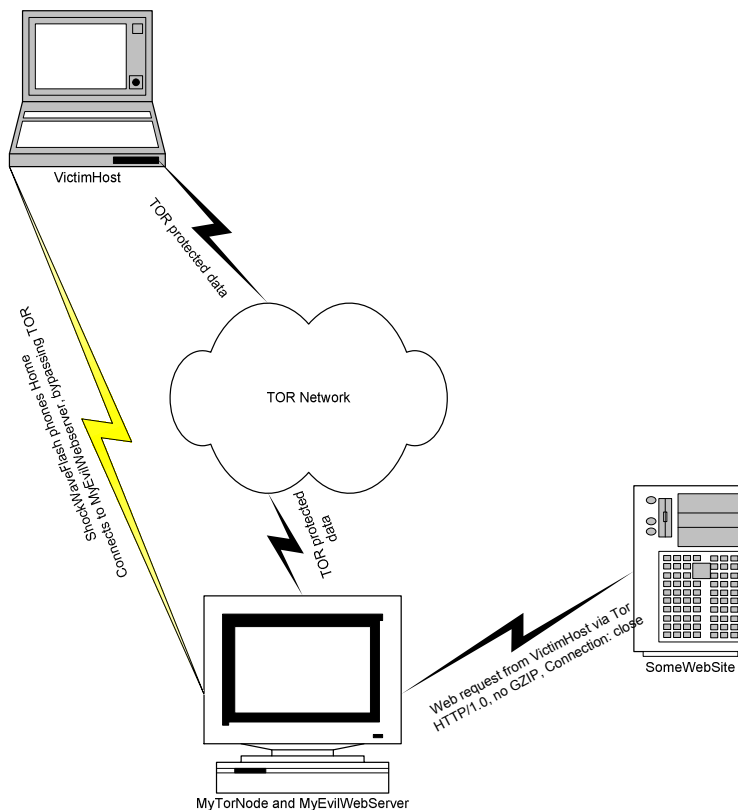 VictimHost
TOR protected data
ShockWaveFlash phones Home
Connects to MyEvilWebserver, bypassing TOR
TOR Network
TOR protected
data
Web request from VictimHost via Tor
HTTP/1.0, no GZIP, Connection: close
SomeWebSite
MyTorNode and MyEvilWebServer